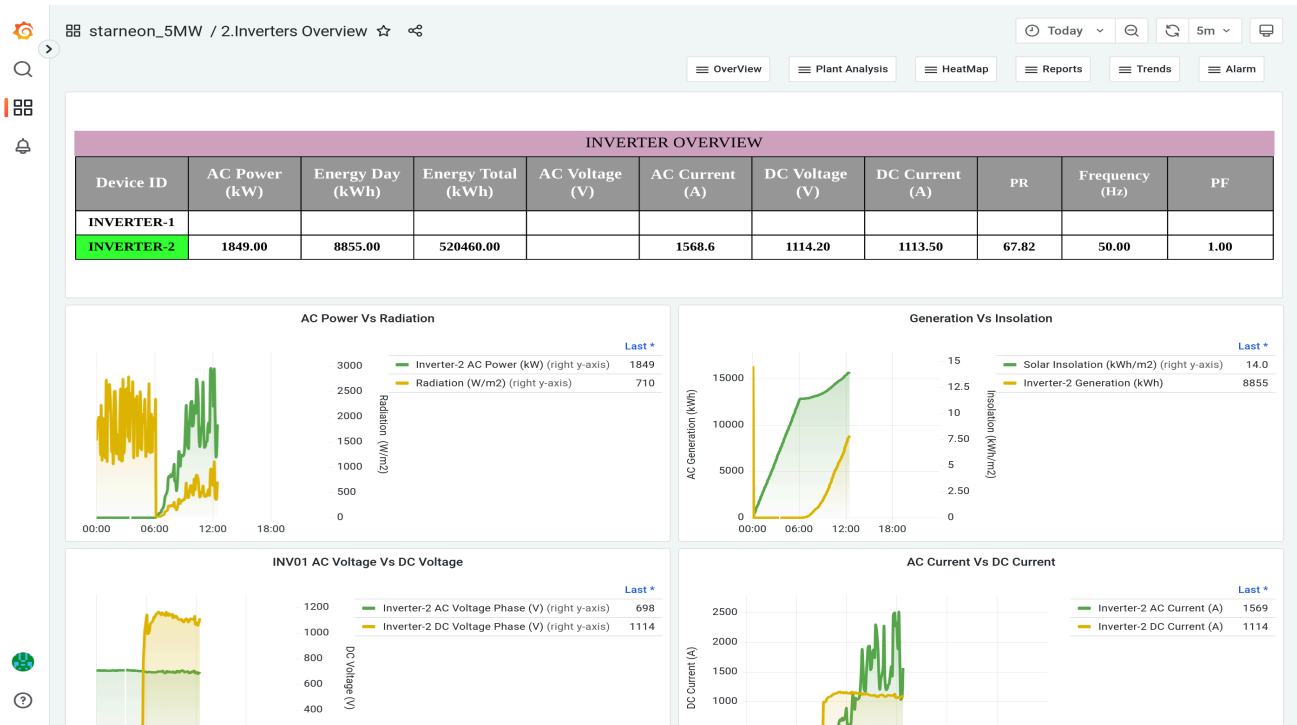 starneon_5MW / 2.Inverters Overview
Today
5m
OverView Plant Analysis HeatMap Reports Trends Alarm
INVERTER OVERVIEW
Device ID AC Power (kW) Energy Day (kWh) Energy Total (kWh) AC Voltage (V) AC Current (A) DC Voltage (V) DC Current (A) PR Frequency (Hz) PF
INVERTER-1
INVERTER-2 1849.00 8855.00 520460.00 1568.6 1114.20 1113.50 67.82 50.00 1.00
AC Power Vs Radiation
Last *
Inverter-2 AC Power (kW) (right y-axis) 1849
Radiation (W/m2) (right y-axis) 710
3000
2500
2000
1500
1000
500
0
Radiation (W/m2)
00:00 06:00 12:00 18:00
Generation Vs Insolation
Last *
Solar Insolation (kWh/m2) (right y-axis) 14.0
Inverter-2 Generation (kWh) 8855
AC Generation (kWh)
15000
10000
5000
0
15
12.5
10
7.50
5
2.50
0
Insolation (kWh/m2)
00:00 06:00 12:00 18:00
INV01 AC Voltage Vs DC Voltage
Last *
Inverter-2 AC Voltage Phase (V) (right y-axis) 698
Inverter-2 DC Voltage Phase (V) (right y-axis) 1114
1200
1000
800
600
400
DC Voltage (V)
AC Current Vs DC Current
Last *
Inverter-2 AC Current (A) 1569
Inverter-2 DC Current (A) 1114
DC Current (A)
2500
2000
1500
1000